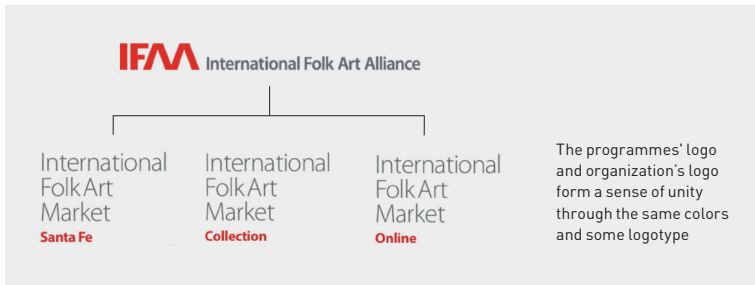 IFAA International Folk Art Alliance
International
Folk Art
Market
Santa Fe
International
Folk Art
Market
Collection
International
Folk Art
Market
Online
The programmes' logo
and organization's logo
form a sense of unity
through the same colors
and some logotype